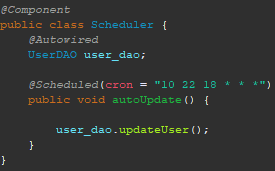 @Component
public class Scheduler {
    @Autowired
    UserDAO user_dao;
    @Scheduled(cron = "10 22 18 * * *")
    public void autoUpdate() {
        user_dao.updateUser();
    }
}